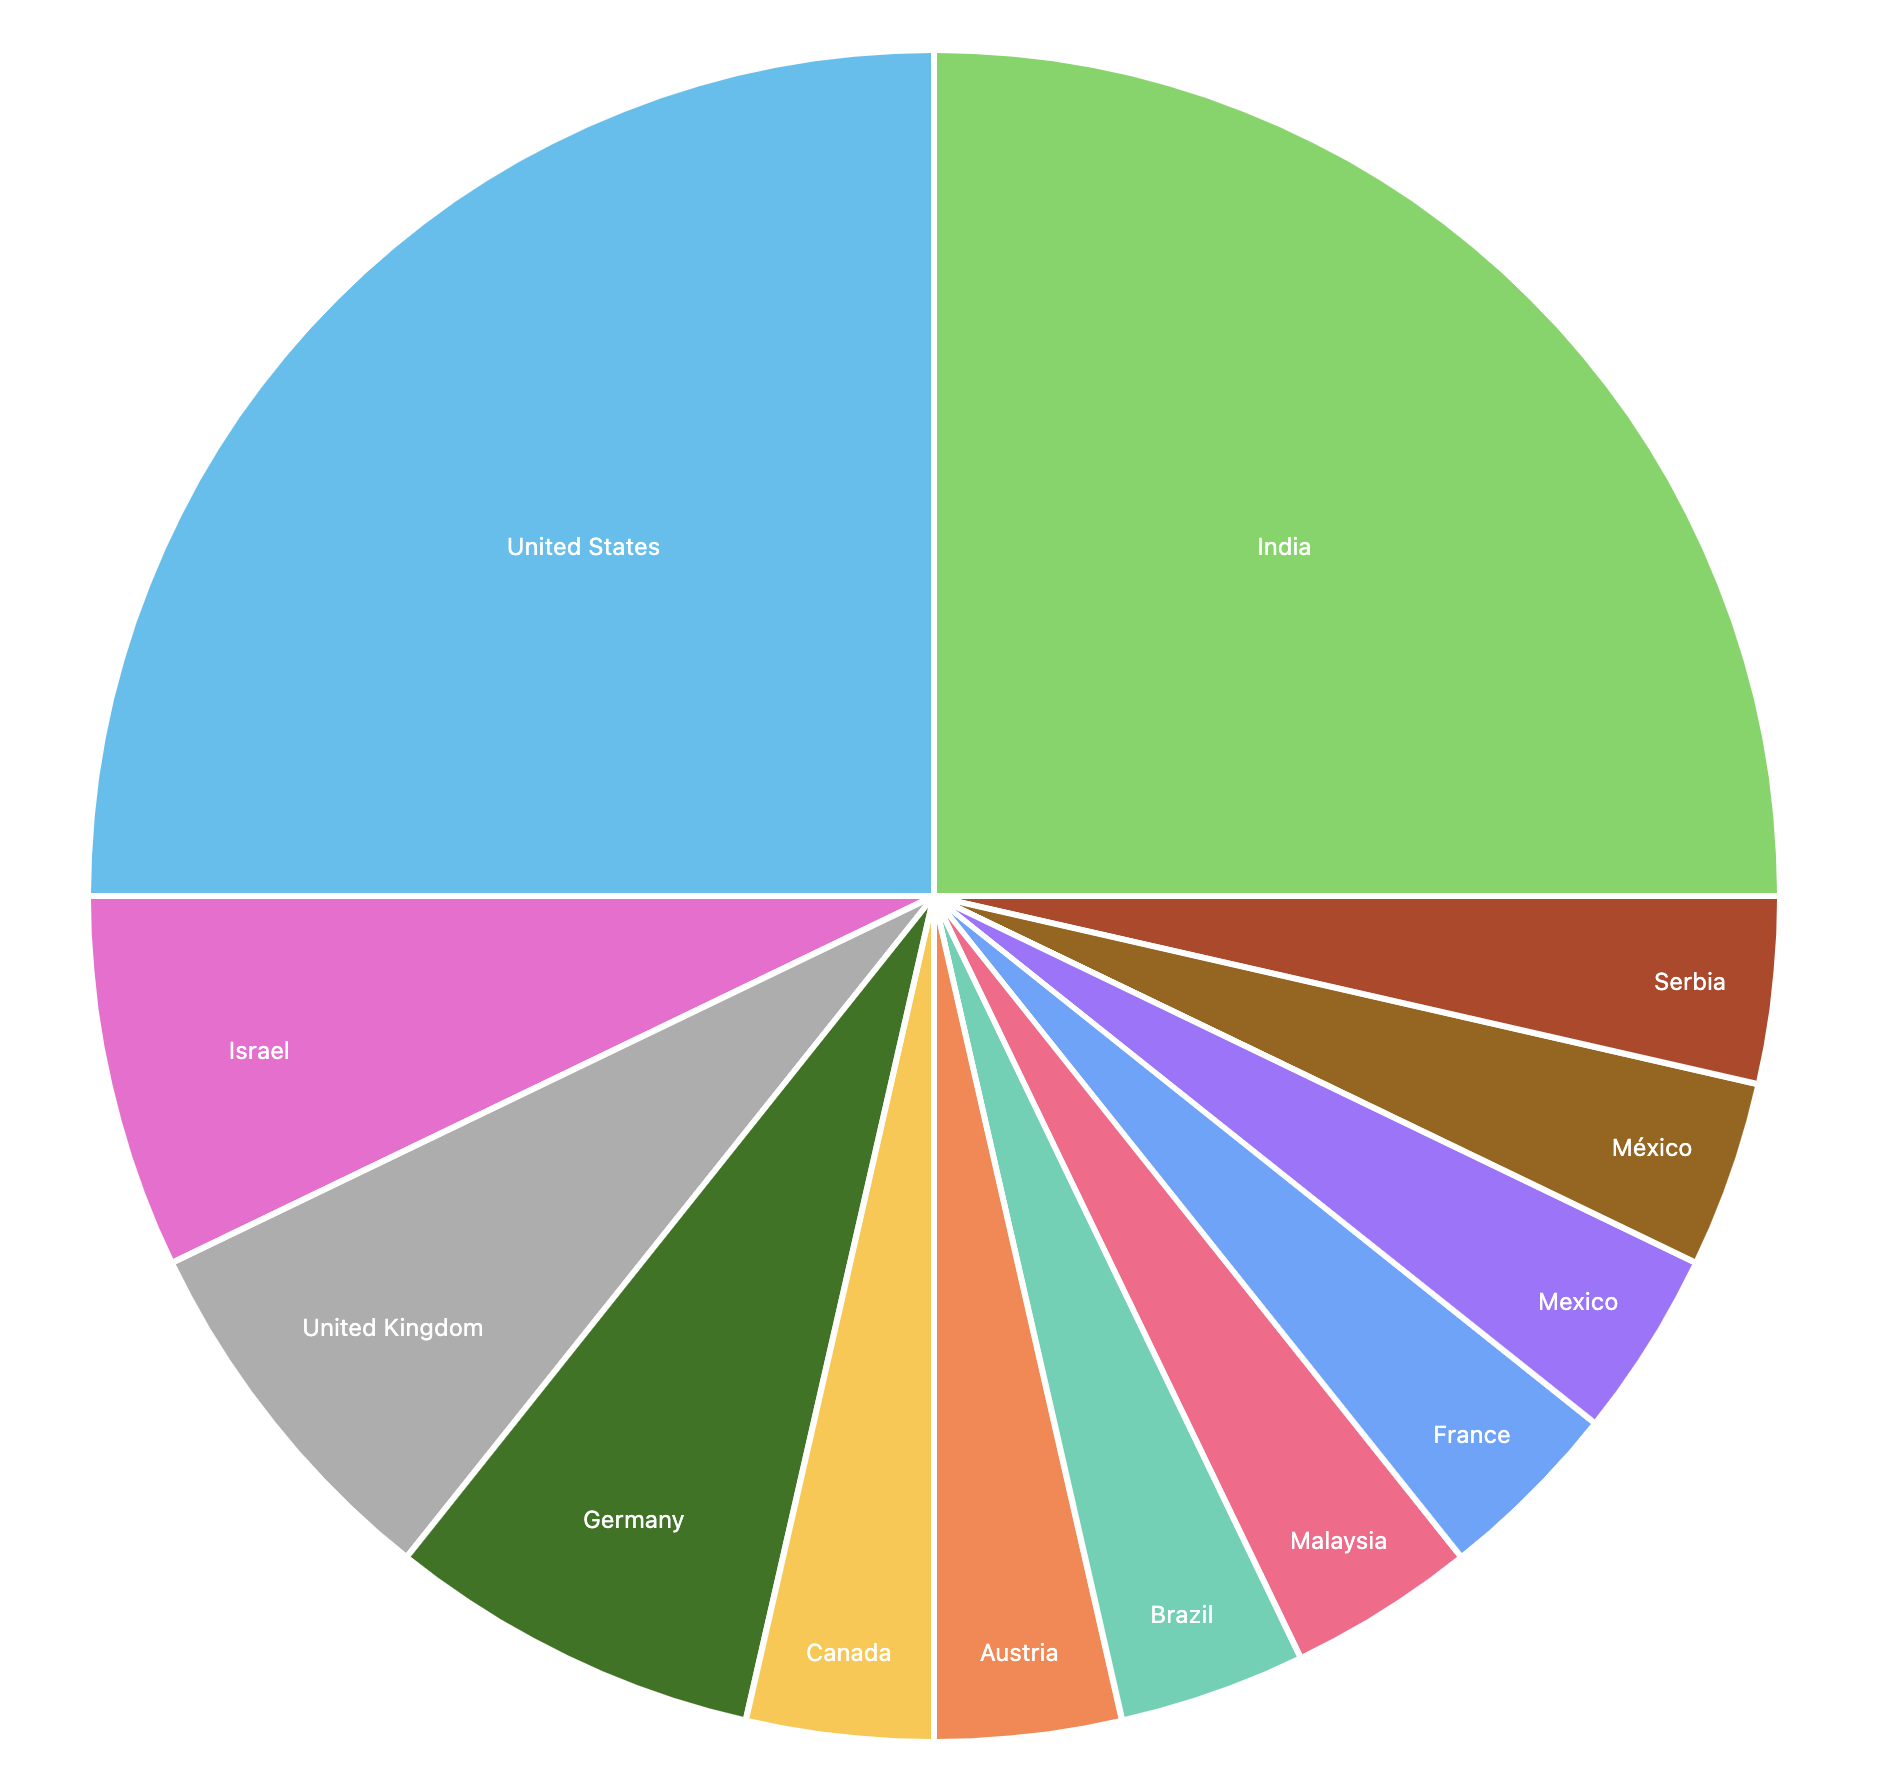 United States
India
Serbia
Israel
México
Mexico
United Kingdom
France
Germany
Malaysia
Brazil
Canada
Austria